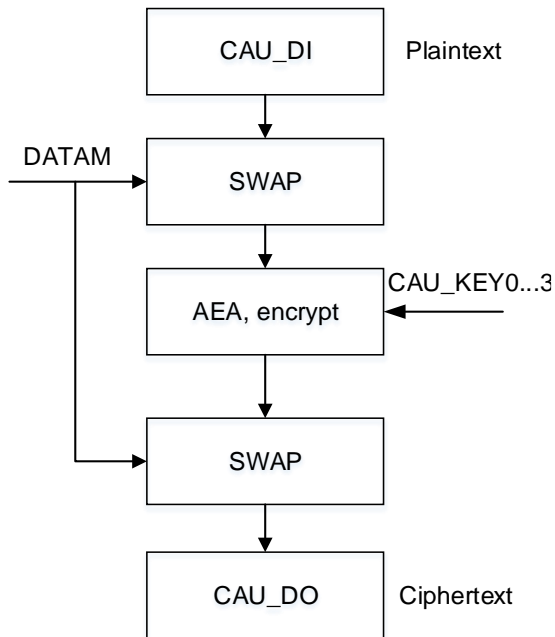 CAU_DI
Plaintext
DATAM
SWAP
CAU_KEY0...3
AEA, encrypt
SWAP
CAU_DO
Ciphertext